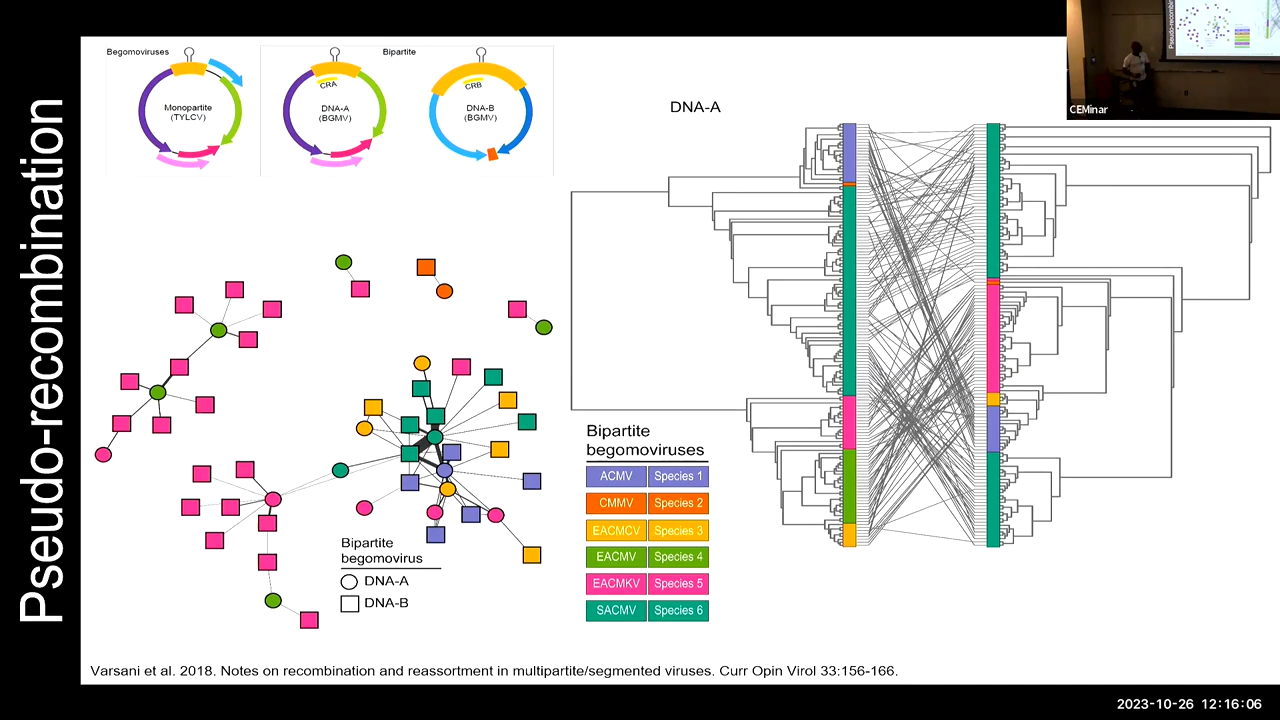 Pseudo-recombination
Begomoviruses
Bipartite
Monopartite
(TYLCV)
CRA
DNA-A
(BGMV)
CRB
DNA-B
(BGMV)
DNA-A
CEMinar
Bipartite
begomoviruses
ACMV Species 1
CMMV Species 2
EACMCV Species 3
EACMV Species 4
EACMKV Species 5
SACMV Species 6
Bipartite
begomovirus
DNA-A
DNA-B
Varsani et al. 2018. Notes on recombination and reassortment in multipartite/segmented viruses. Curr Opin Virol 33:156-166.
2023-10-26 12:16:06